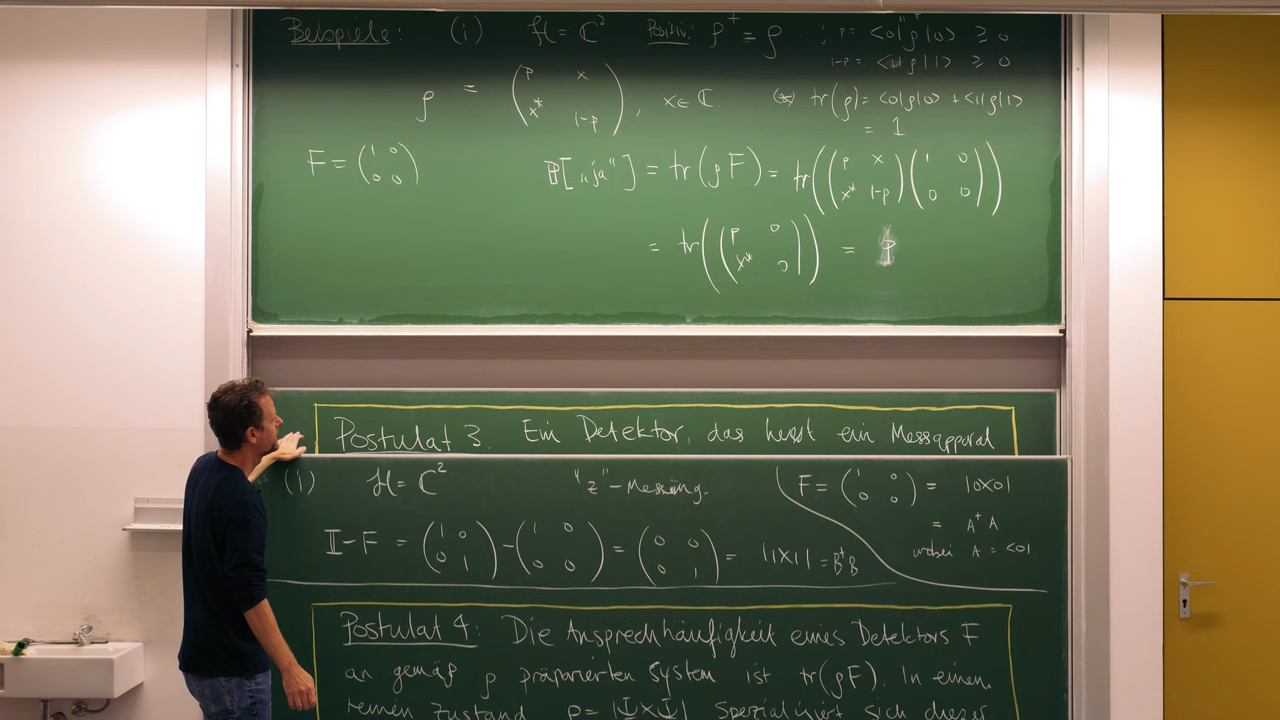 Beispiele: (i) H = ℂ² Positiv: ρ† = ρ ; p = <0|ρ|0> ≥ 0
1-p = <1|ρ|1> ≥ 0
ρ = (p x; x* 1-p), x ∈ ℂ. (*) tr(ρ) = <0|ρ|0> + <1|ρ|1>
= 1
F = (1 0; 0 0) ℙ["ja"] = tr(ρF) = tr((p x; x* 1-p)(1 0; 0 0))
= tr((p 0; x* 0)) = p
Postulat 3. Ein Detektor, das heisst ein Messapparat
(i) H = ℂ² "z"-Messung. F = (1 0; 0 0) = |0X0|
= A†A
wobei A = <0|
𝕀-F = (1 0; 0 1) - (1 0; 0 0) = (0 0; 0 1) = |1X1| = B†B
Postulat 4: Die Ansprechhäufigkeit eines Detektors F
an gemäß ρ präparierten System ist tr(ρF). In einem
reinen Zustand ρ = |ΨXΨ| spezialisiert sich dieser